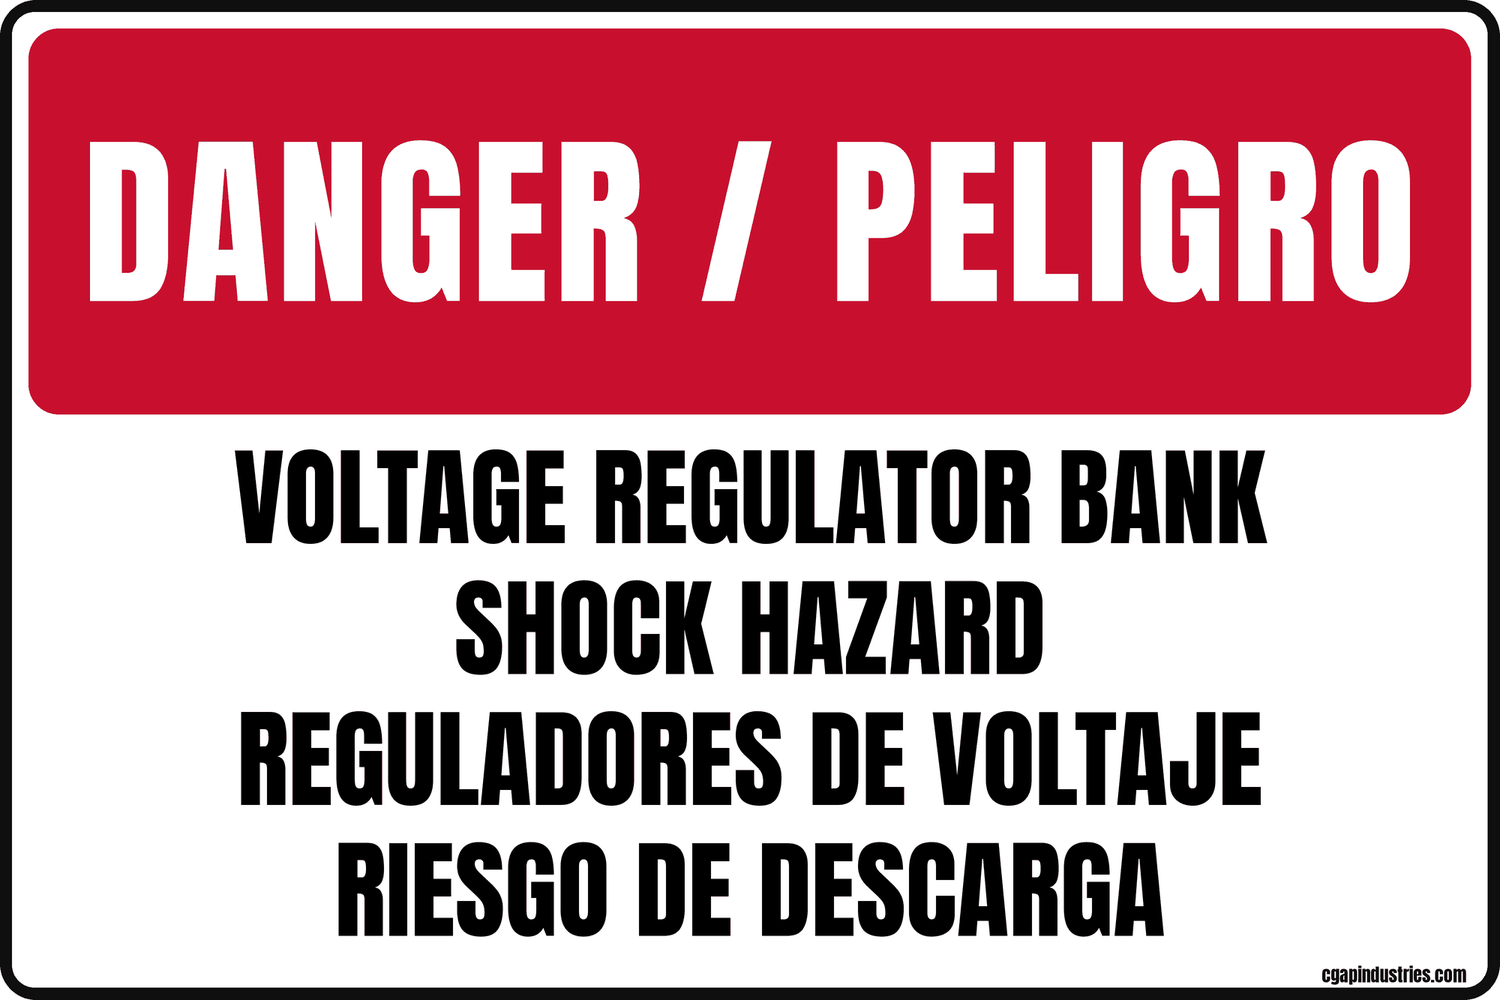 DANGER / PELIGRO
VOLTAGE REGULATOR BANK
SHOCK HAZARD
REGULADORES DE VOLTAJE
RIESGO DE DESCARGA
cgapindustries.com